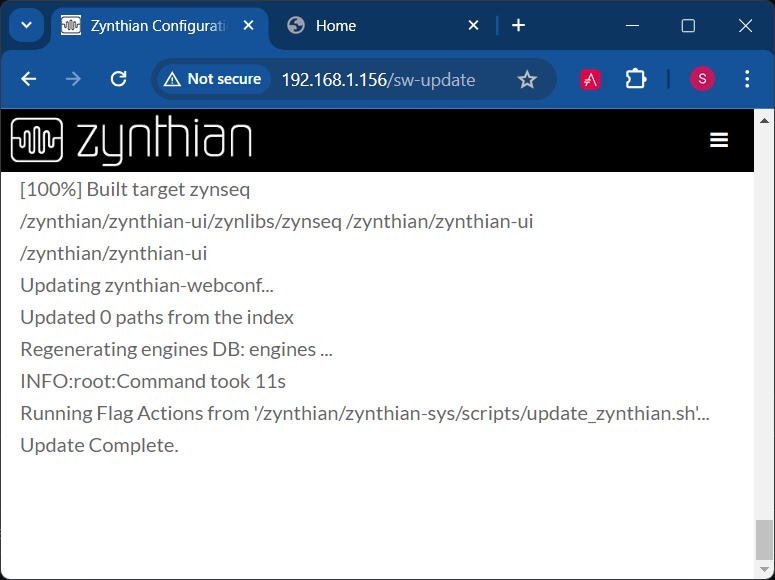 Zynthian Configurati
Home
Not secure
192.168.1.156/sw-update
S
zynthian
[100%] Built target zynseq
/zynthian/zynthian-ui/zynlibs/zynseq /zynthian/zynthian-ui
/zynthian/zynthian-ui
Updating zynthian-webconf...
Updated 0 paths from the index
Regenerating engines DB: engines ...
INFO:root:Command took 11s
Running Flag Actions from '/zynthian/zynthian-sys/scripts/update_zynthian.sh'...
Update Complete.